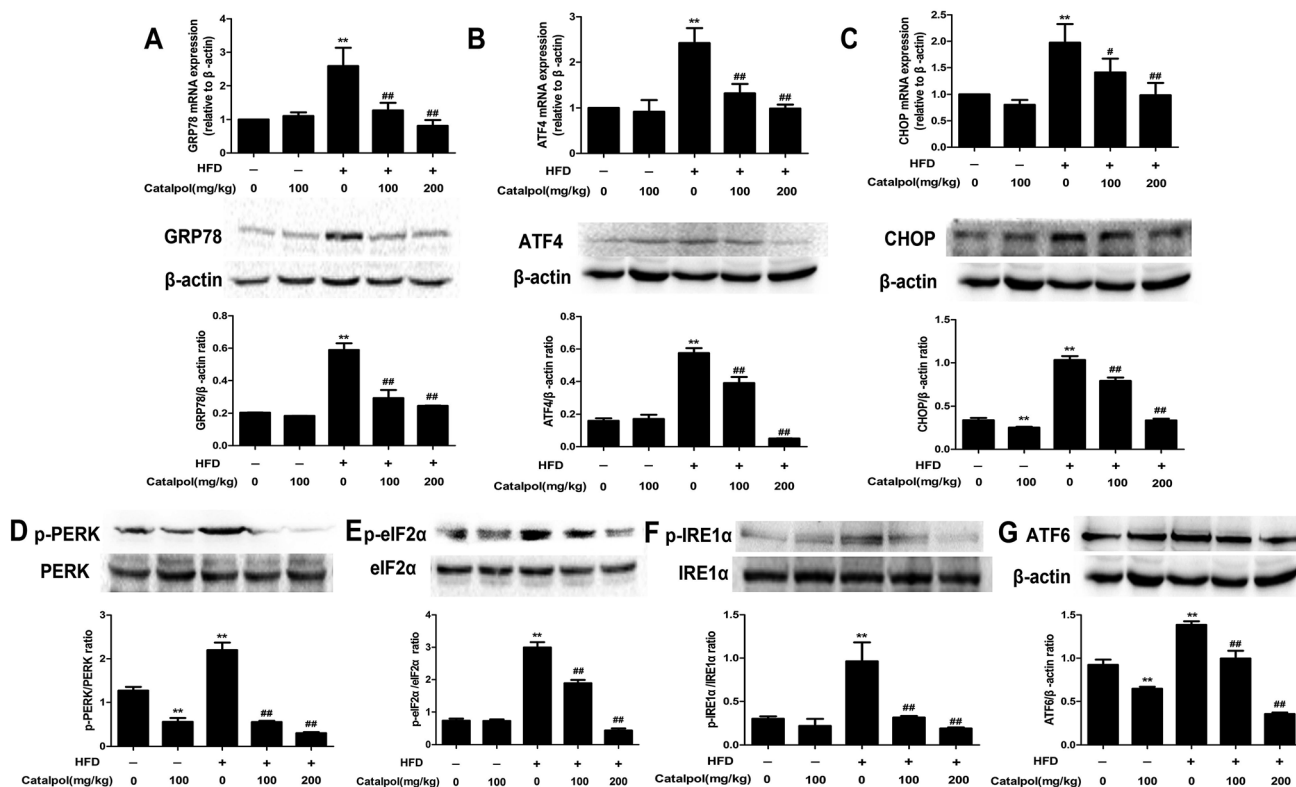 A
GRP78 mRNA expression
(relative to β -actin)
4
3
2
1
0
**
##
##
HFD – – + + +
Catalpol(mg/kg) 0 100 0 100 200
GRP78
β-actin
GRP78/β -actin ratio
0.8
0.6
0.4
0.2
0.0
**
##
##
HFD – – + + +
Catalpol(mg/kg) 0 100 0 100 200
B
ATF4 mRNA expression
(relative to β -actin)
3
2
1
0
**
##
##
HFD – – + + +
Catalpol(mg/kg) 0 100 0 100 200
ATF4
β-actin
ATF4/β -actin ratio
0.8
0.6
0.4
0.2
0.0
**
##
##
HFD – – + + +
Catalpol(mg/kg) 0 100 0 100 200
C
CHOP mRNA expression
(relative to β -actin)
2.5
2.0
1.5
1.0
0.5
0.0
**
#
##
HFD – – + + +
Catalpol(mg/kg) 0 100 0 100 200
CHOP
β-actin
CHOP/β -actin ratio
1.5
1.0
0.5
0.0
**
**
##
##
HFD – – + + +
Catalpol(mg/kg) 0 100 0 100 200
D
p-PERK
PERK
p-PERK/PERK ratio
3
2
1
0
**
**
##
##
HFD – – + + +
Catalpol(mg/kg) 0 100 0 100 200
E
p-eIF2α
eIF2α
p-eIF2α /eIF2α ratio
4
3
2
1
0
**
##
##
HFD – – + + +
Catalpol(mg/kg) 0 100 0 100 200
F
p-IRE1α
IRE1α
p-IRE1α /IRE1α ratio
1.5
1.0
0.5
0.0
**
##
##
HFD – – + + +
Catalpol(mg/kg) 0 100 0 100 200
G
ATF6
β-actin
ATF6/β -actin ratio
1.5
1.0
0.5
0.0
**
**
##
##
HFD – – + + +
Catalpol(mg/kg) 0 100 0 100 200